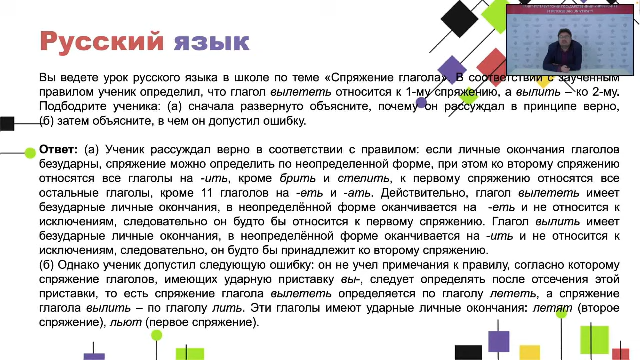 Русский язык
Вы ведете урок русского языка в школе по теме «Спряжение глагола». В соответствии с заученным
правилом ученик определил, что глагол вылететь относится к 1-му спряжению, а вылить – ко 2-му.
Подбодрите ученика: (а) сначала развернуто объясните, почему он рассуждал в принципе верно,
(б) затем объясните, в чем он допустил ошибку.
Ответ: (а) Ученик рассуждал верно в соответствии с правилом: если личные окончания глаголов
безударны, спряжение можно определить по неопределенной форме, при этом ко второму спряжению
относятся все глаголы на -ить, кроме брить и стелить, к первому спряжению относятся все
остальные глаголы, кроме 11 глаголов на -еть и -ать. Действительно, глагол вылететь имеет
безударные личные окончания, в неопределённой форме оканчивается на -еть и не относится к
исключениям, следовательно он будто бы относится к первому спряжению. Глагол вылить имеет
безударные личные окончания, в неопределённой форме оканчивается на -ить и не относится к
исключениям, следовательно, он будто бы принадлежит ко второму спряжению.
(б) Однако ученик допустил следующую ошибку: он не учел примечания к правилу, согласно которому
спряжение глаголов, имеющих ударную приставку вы-, следует определять после отсечения этой
приставки, то есть спряжение глагола вылететь определяется по глаголу лететь, а спряжение
глагола вылить – по глаголу лить. Эти глаголы имеют ударные личные окончания: летят (второе
спряжение), льют (первое спряжение).